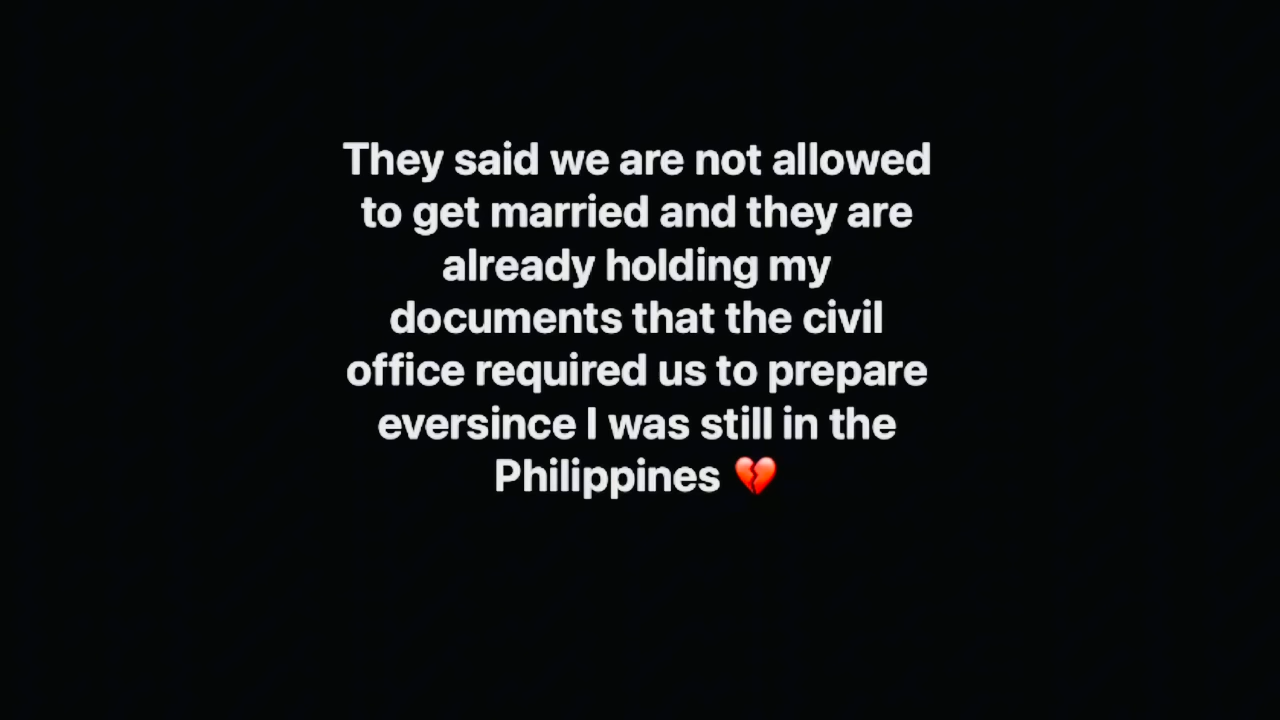 They said we are not allowed
to get married and they are
already holding my
documents that the civil
office required us to prepare
eversince I was still in the
Philippines 💔